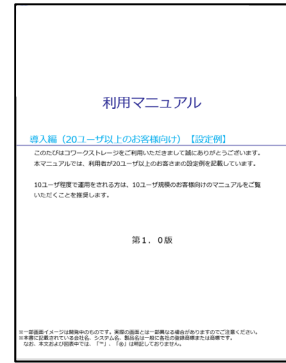 利用マニュアル
導入編（20ユーザ以上のお客様向け）【設定例】
このたびはコワークストレージをご利用いただきまして誠にありがとうございます。
本マニュアルでは、利用者が20ユーザ以上のお客さまの設定例を記載しています。
10ユーザ程度で運用をされる方は、10ユーザ規模のお客様向けのマニュアルをご覧
いただくことを推奨します。
第1．0版
※一部画面イメージは開発中のものです。実際の画面とは一部異なる場合がありますのでご注意ください。
※本書に記載されている会社名、システム名、製品名は一般に各社の登録商標または商標です。
なお、本文および図表中では、「™」、「®」は明記しておりません。